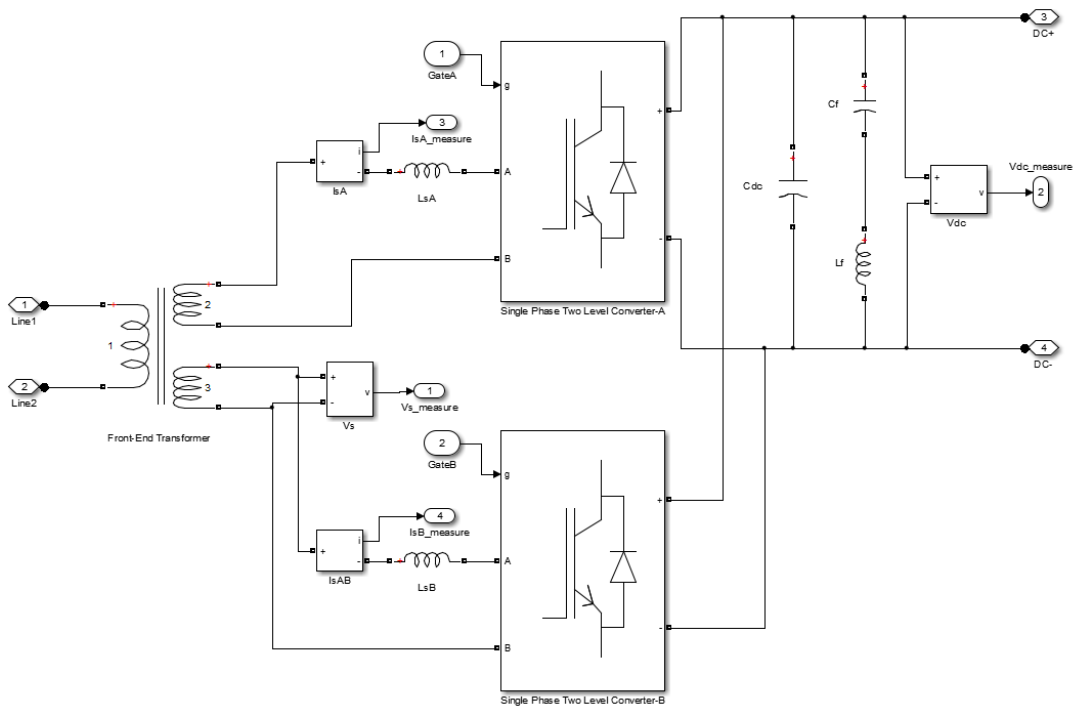 3
DC+
1
GateA
g
Cf
3
IsA_measure
+
i
+
-
IsA
LsA
A
Cdc
+
-
v
Vdc
Vdc_measure
2
-
B
Lf
Single Phase Two Level Converter-A
1
Line1
1
2
3
2
Line2
Front-End Transformer
4
DC-
+
-
v
Vs
1
Vs_measure
2
GateB
g
+
4
IsB_measure
+
i
-
IsAB
LsB
A
-
B
Single Phase Two Level Converter-B